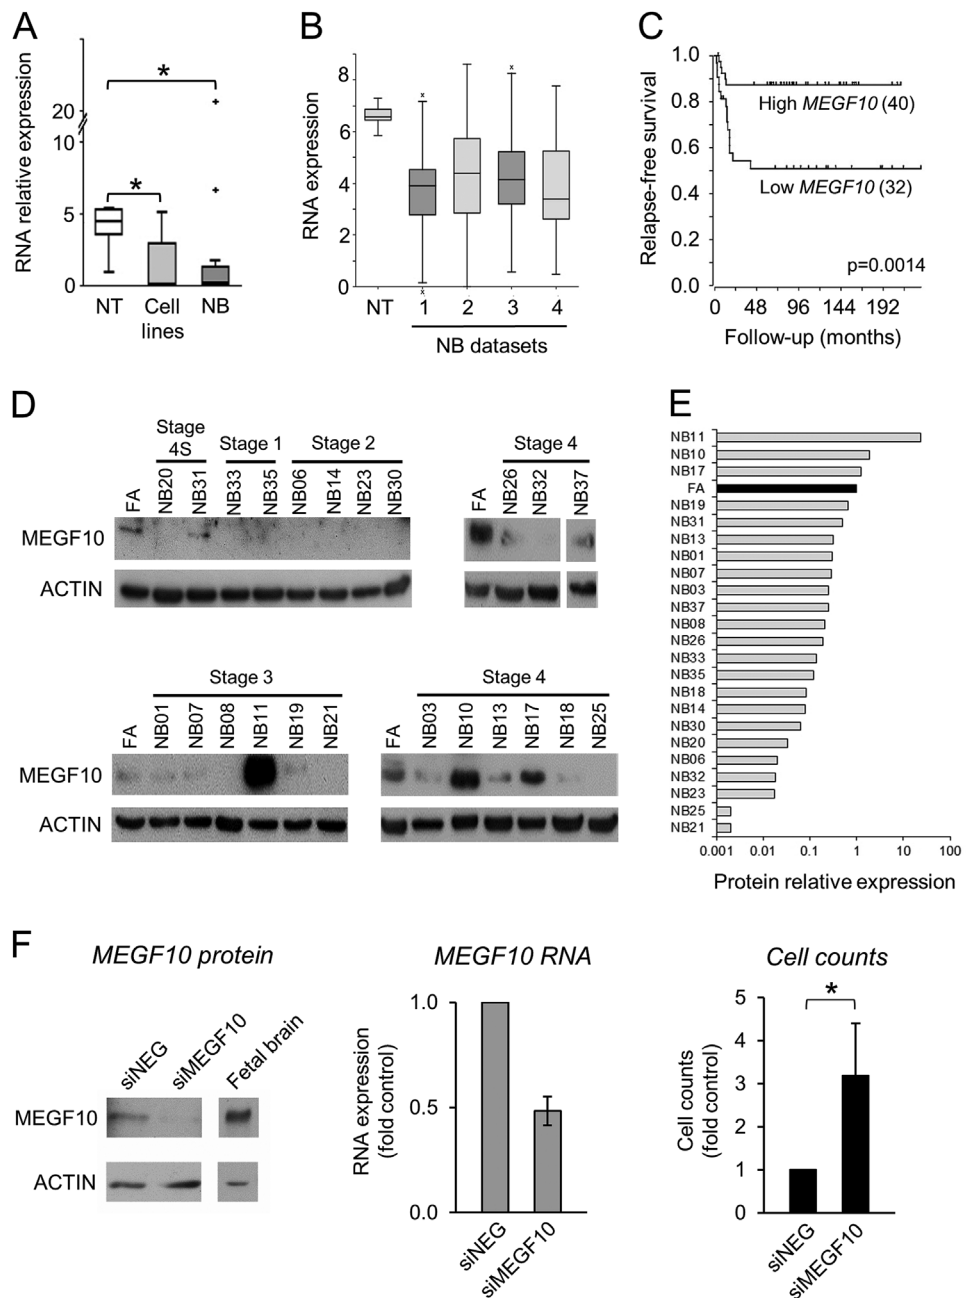 A
RNA relative expression
20
10
5
0
*
*
NT
Cell
lines
NB
B
RNA expression
8
6
4
2
0
x
x
x
NT
1
2
3
4
NB datasets
C
Relapse-free survival
1.0
0.8
0.6
0.4
0.2
0.0
High MEGF10 (40)
Low MEGF10 (32)
p=0.0014
0 48 96 144 192
Follow-up (months)
D
Stage
4S
Stage 1
Stage 2
FA
NB20
NB31
NB33
NB35
NB06
NB14
NB23
NB30
Stage 4
FA
NB26
NB32
NB37
MEGF10
ACTIN
Stage 3
FA
NB01
NB07
NB08
NB11
NB19
NB21
Stage 4
FA
NB03
NB10
NB13
NB17
NB18
NB25
MEGF10
ACTIN
E
NB11
NB10
NB17
FA
NB19
NB31
NB13
NB01
NB07
NB03
NB37
NB08
NB26
NB33
NB35
NB18
NB14
NB30
NB20
NB06
NB32
NB23
NB25
NB21
0.001 0.01 0.1 1 10 100
Protein relative expression
F
MEGF10 protein
siNEG
siMEGF10
Fetal brain
MEGF10
ACTIN
MEGF10 RNA
RNA expression
(fold control)
1.0
0.5
0.0
siNEG
siMEGF10
Cell counts
Cell counts
(fold control)
5
4
3
2
1
0
*
siNEG
siMEGF10